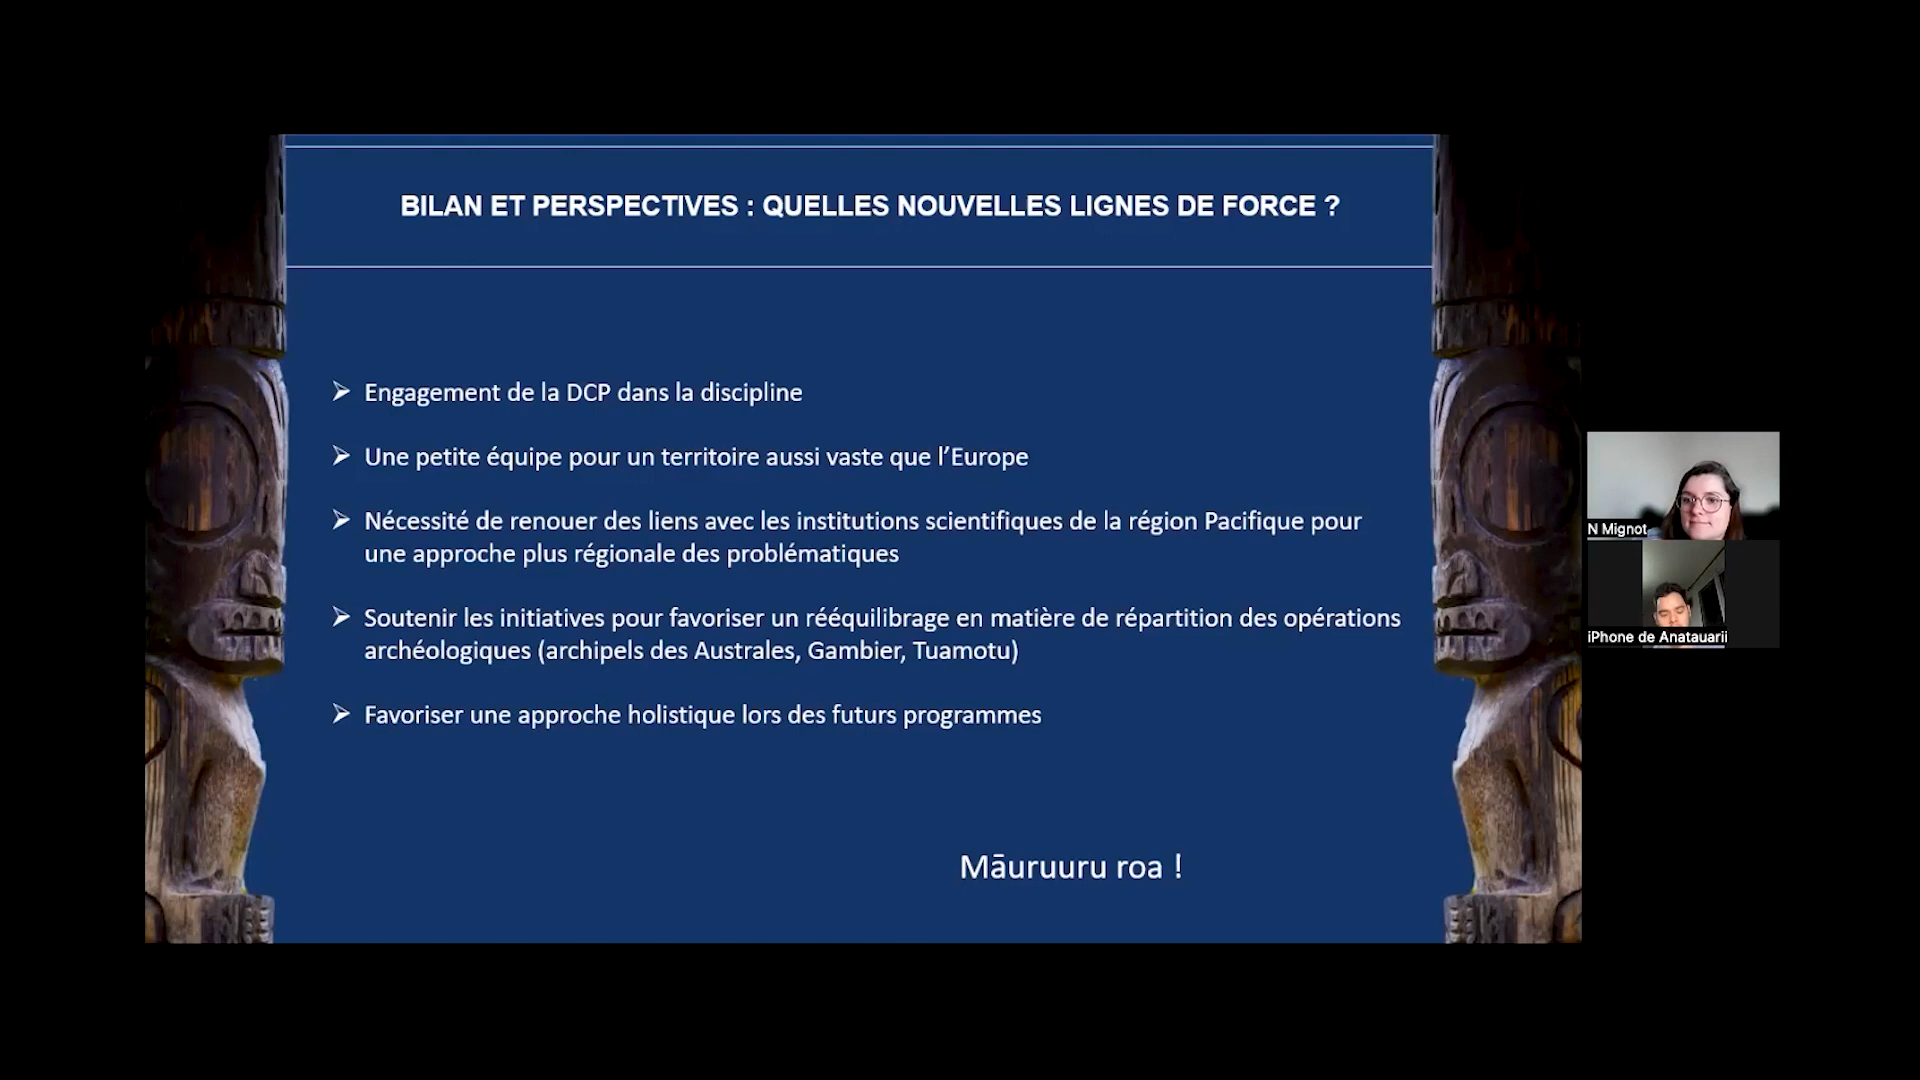 BILAN ET PERSPECTIVES : QUELLES NOUVELLES LIGNES DE FORCE ?
➢ Engagement de la DCP dans la discipline
➢ Une petite équipe pour un territoire aussi vaste que l’Europe
➢ Nécessité de renouer des liens avec les institutions scientifiques de la région Pacifique pour
une approche plus régionale des problématiques
➢ Soutenir les initiatives pour favoriser un rééquilibrage en matière de répartition des opérations
archéologiques (archipels des Australes, Gambier, Tuamotu)
➢ Favoriser une approche holistique lors des futurs programmes
Māuruuru roa !
N Mignot
iPhone de Anatauarii